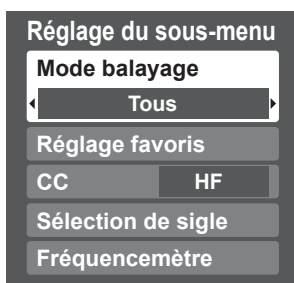 Réglage du sous-menu
Mode balayage
Tous
Réglage favoris
CC HF
Sélection de sigle
Fréquencemètre